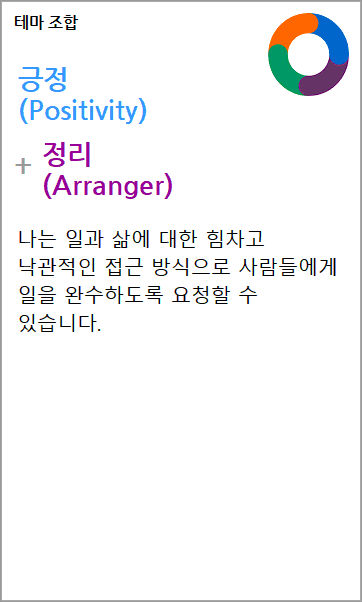 테마 조합
긍정
(Positivity)
+ 정리
(Arranger)
나는 일과 삶에 대한 힘차고
낙관적인 접근 방식으로 사람들에게
일을 완수하도록 요청할 수
있습니다.